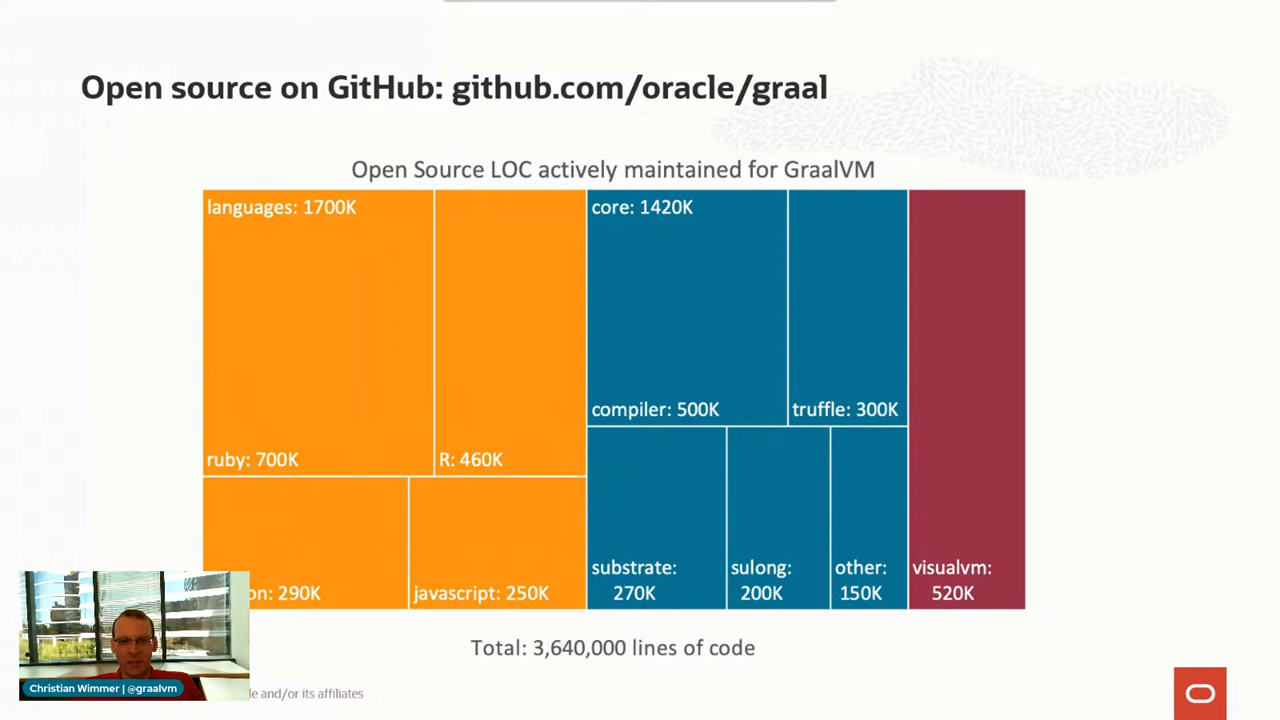 Open source on GitHub: github.com/oracle/graal
Open Source LOC actively maintained for GraalVM
languages: 1700K
core: 1420K
compiler: 500K
truffle: 300K
ruby: 700K
R: 460K
substrate:
270K
sulong:
200K
other:
150K
visualvm:
520K
on: 290K
javascript: 250K
Total: 3,640,000 lines of code
Christian Wimmer | @graalvm
and/or its affiliates